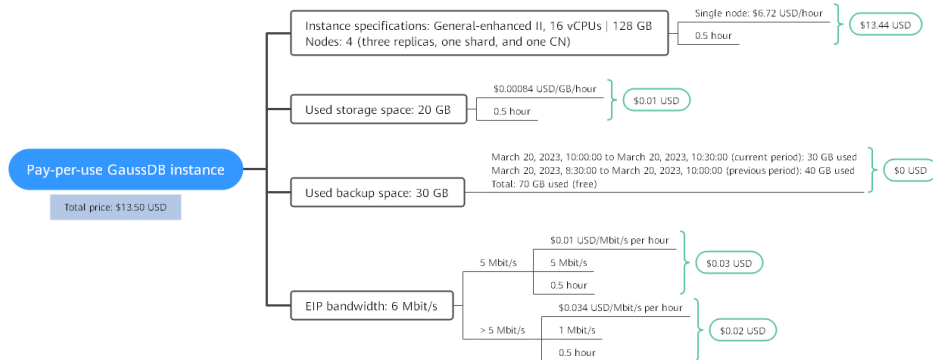 Instance specifications: General-enhanced II, 16 vCPUs | 128 GB
Nodes: 4 (three replicas, one shard, and one CN)
Single node: $6.72 USD/hour
0.5 hour
$13.44 USD
Used storage space: 20 GB
$0.00084 USD/GB/hour
0.5 hour
$0.01 USD
Pay-per-use GaussDB instance
Total price: $13.50 USD
Used backup space: 30 GB
March 20, 2023, 10:00:00 to March 20, 2023, 10:30:00 (current period): 30 GB used
March 20, 2023, 8:30:00 to March 20, 2023, 10:00:00 (previous period): 40 GB used
Total: 70 GB used (free)
$0 USD
EIP bandwidth: 6 Mbit/s
5 Mbit/s
$0.01 USD/Mbit/s per hour
5 Mbit/s
0.5 hour
$0.03 USD
> 5 Mbit/s
$0.034 USD/Mbit/s per hour
1 Mbit/s
0.5 hour
$0.02 USD